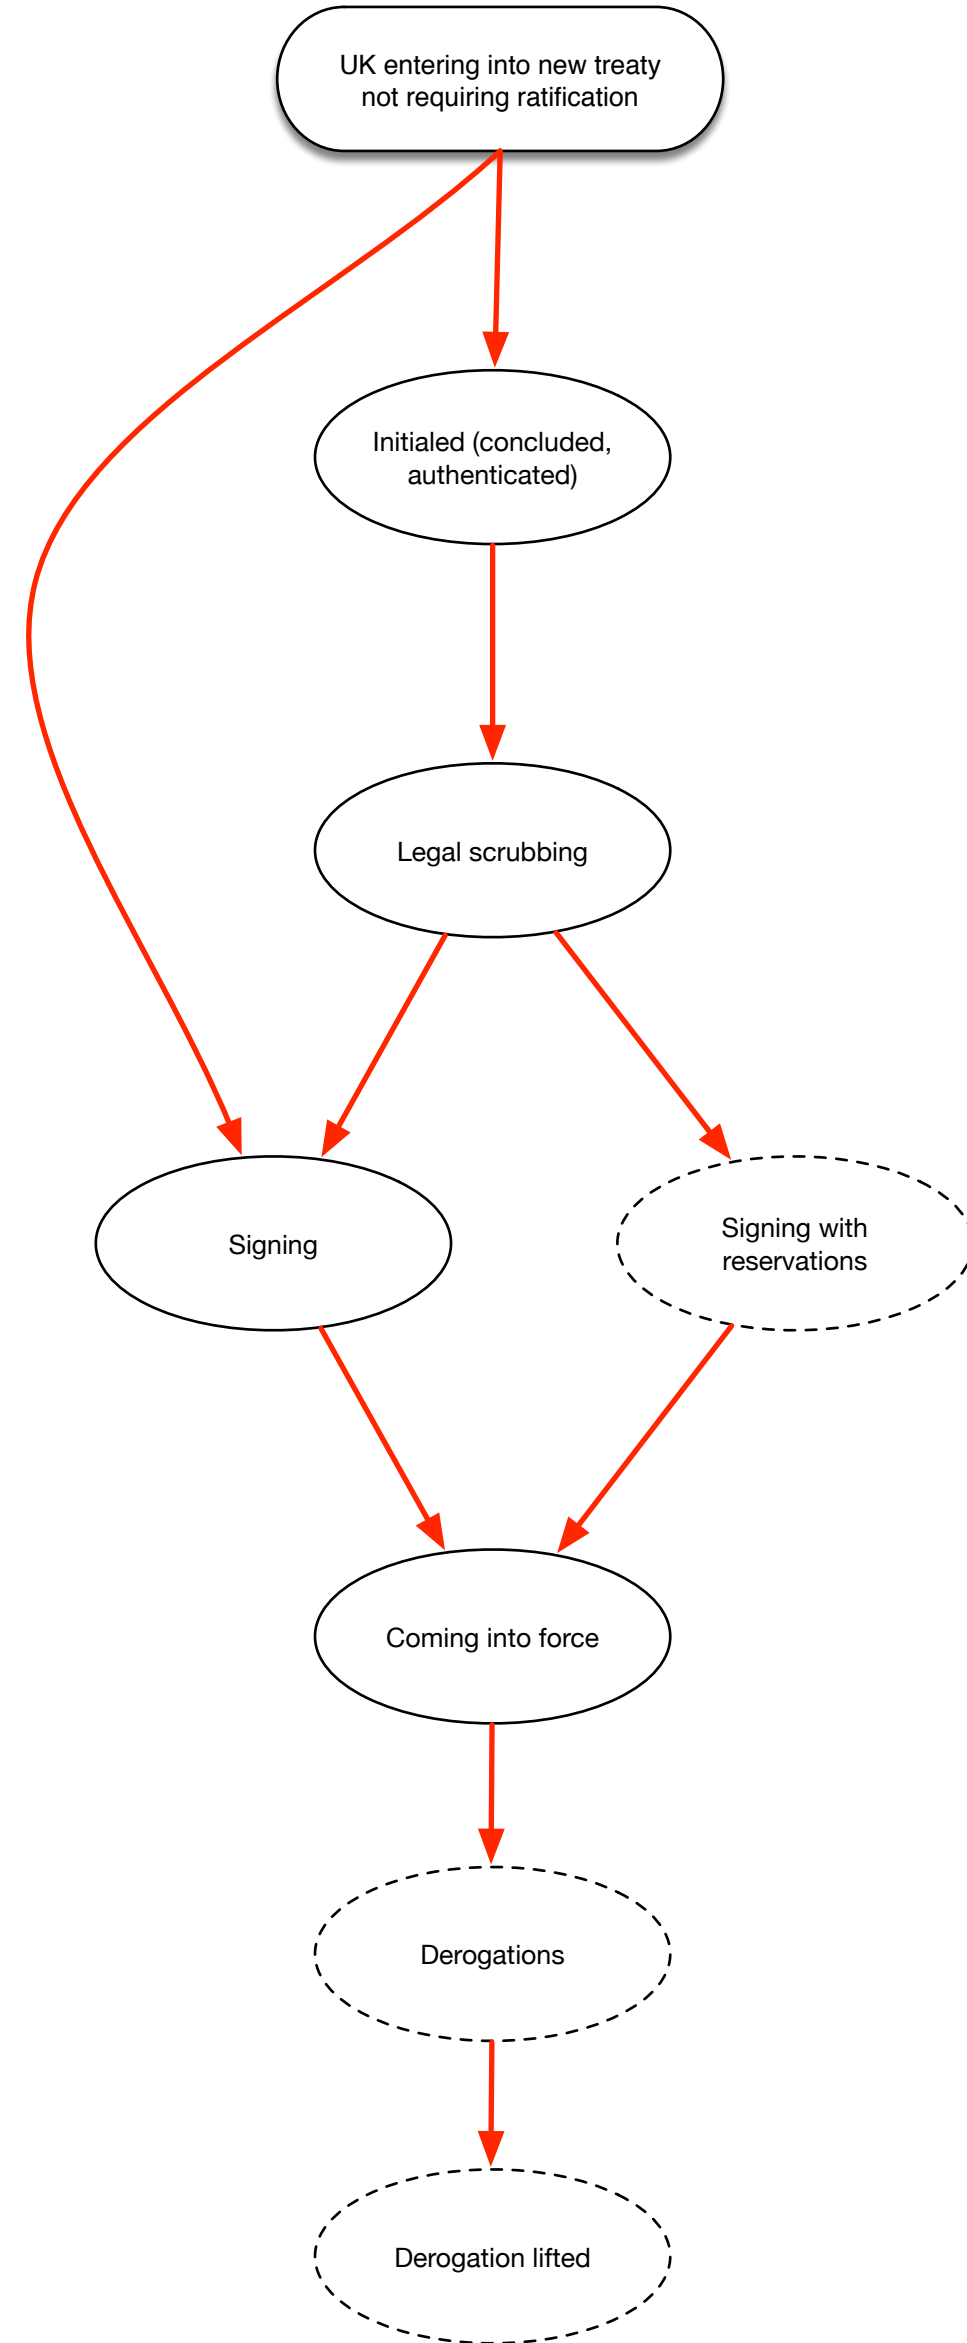 UK entering into new treaty
not requiring ratification
Initialed (concluded,
authenticated)
Legal scrubbing
Signing
Signing with
reservations
Coming into force
Derogations
Derogation lifted